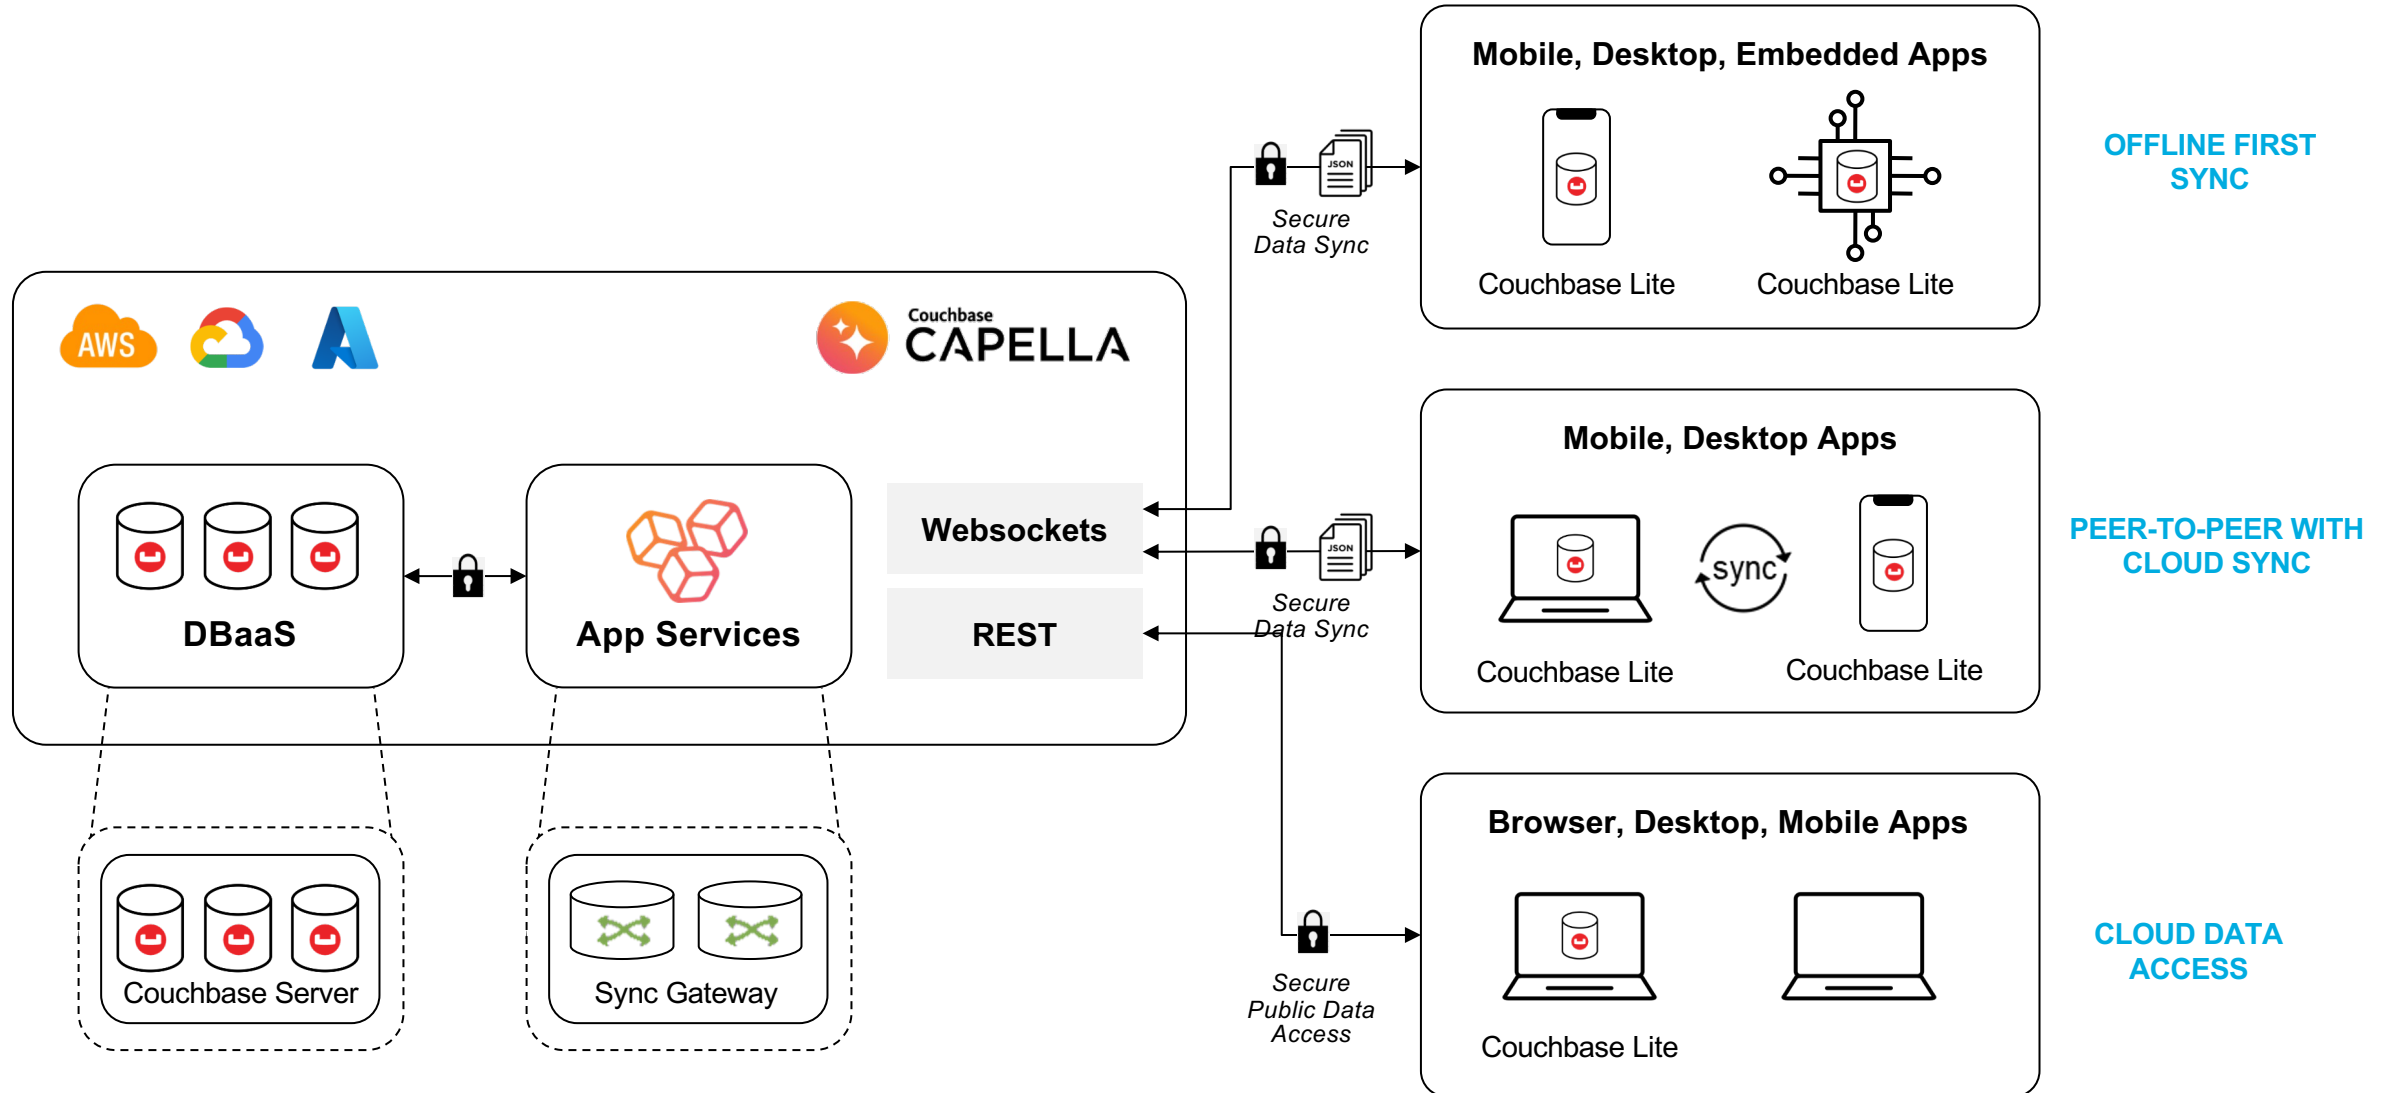 Mobile, Desktop, Embedded Apps
JSON
Secure
Data Sync
Couchbase Lite
Couchbase Lite
OFFLINE FIRST
SYNC
AWS
Couchbase
CAPELLA
DBaaS
App Services
Websockets
REST
JSON
Secure
Data Sync
Mobile, Desktop Apps
sync
Couchbase Lite
Couchbase Lite
PEER-TO-PEER WITH
CLOUD SYNC
Couchbase Server
Sync Gateway
Secure
Public Data
Access
Browser, Desktop, Mobile Apps
Couchbase Lite
CLOUD DATA
ACCESS